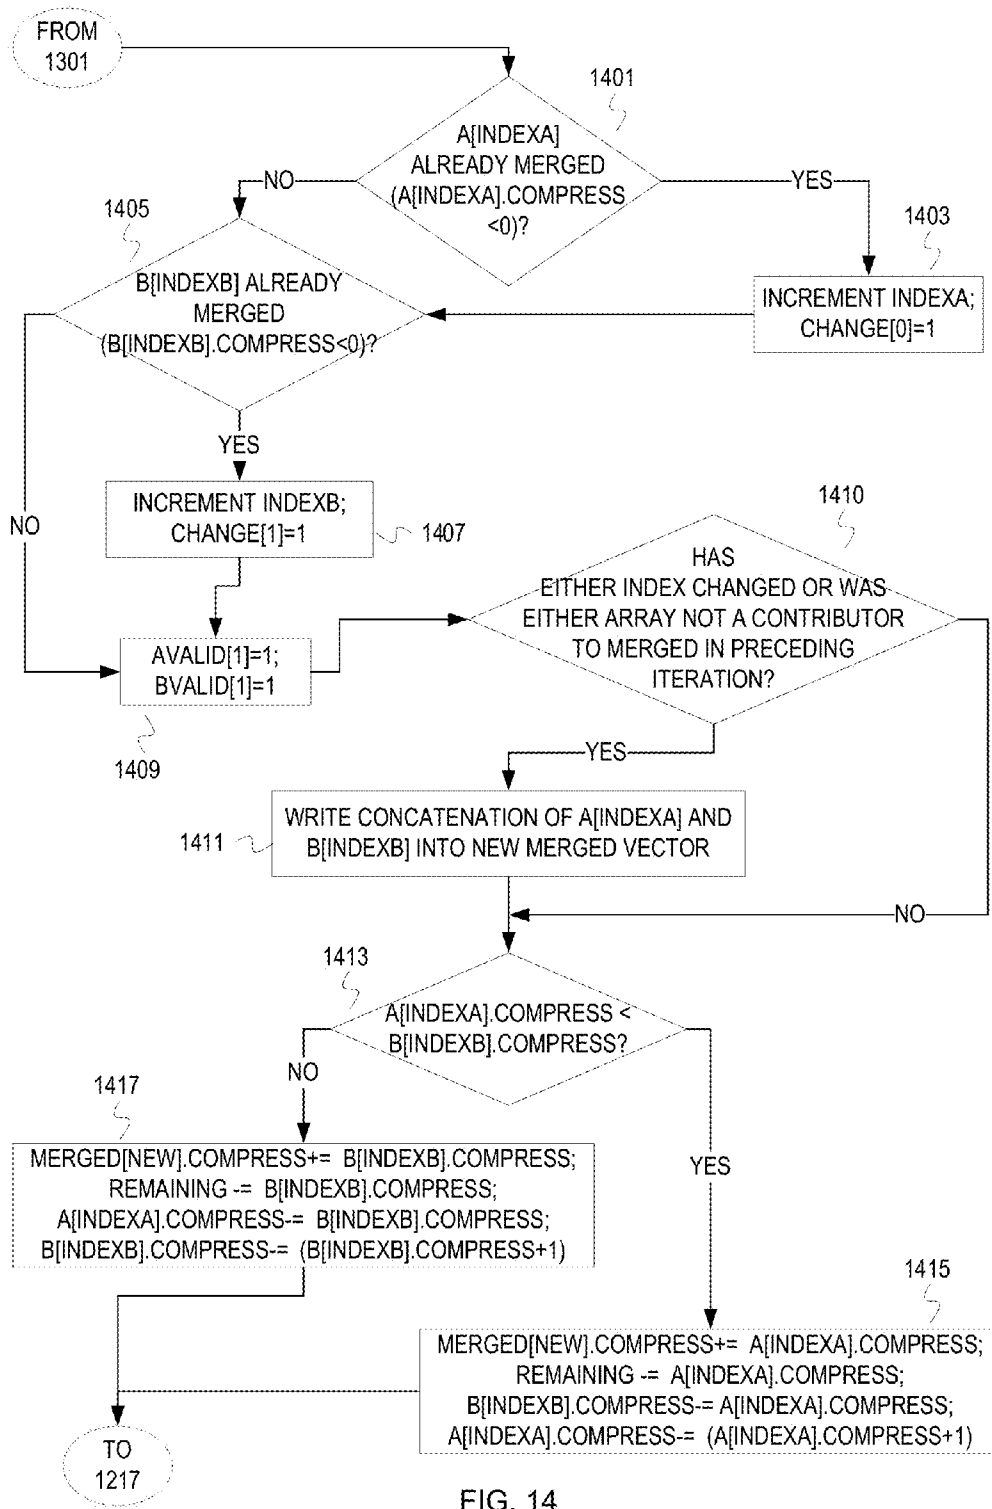 FROM
1301
1401
A[INDEXA]
ALREADY MERGED
(A[INDEXA].COMPRESS
<0)?
NO
YES
1405
1403
B[INDEXB] ALREADY
MERGED
(B[INDEXB].COMPRESS<0)?
INCREMENT INDEXA;
CHANGE[0]=1
YES
NO
INCREMENT INDEXB;
CHANGE[1]=1
1407
1410
HAS
EITHER INDEX CHANGED OR WAS
EITHER ARRAY NOT A CONTRIBUTOR
TO MERGED IN PRECEDING
ITERATION?
AVALID[1]=1;
BVALID[1]=1
1409
YES
1411
WRITE CONCATENATION OF A[INDEXA] AND
B[INDEXB] INTO NEW MERGED VECTOR
NO
1413
A[INDEXA].COMPRESS <
B[INDEXB].COMPRESS?
NO
1417
YES
MERGED[NEW].COMPRESS+= B[INDEXB].COMPRESS;
REMAINING -= B[INDEXB].COMPRESS;
A[INDEXA].COMPRESS-= B[INDEXB].COMPRESS;
B[INDEXB].COMPRESS-= (B[INDEXB].COMPRESS+1)
1415
MERGED[NEW].COMPRESS+= A[INDEXA].COMPRESS;
REMAINING -= A[INDEXA].COMPRESS;
B[INDEXB].COMPRESS-= A[INDEXA].COMPRESS;
A[INDEXA].COMPRESS-= (A[INDEXA].COMPRESS+1)
TO
1217
FIG. 14